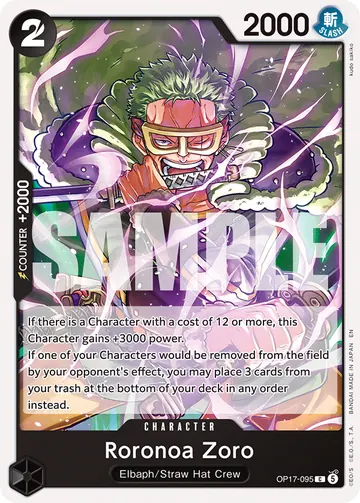 2
2000
斬
SLASH
kudo sakiko
COUNTER +2000
SAMPLE
If there is a Character with a cost of 12 or more, this
Character gains +3000 power.
If one of your Characters would be removed from the field
by your opponent's effect, you may place 3 cards from
your trash at the bottom of your deck in any order
instead.
CHARACTER
Roronoa Zoro
Elbaph/Straw Hat Crew
OP17-095 C 5
©E.O./S. ©E.O./S., T.A. BANDAI MADE IN JAPAN EN